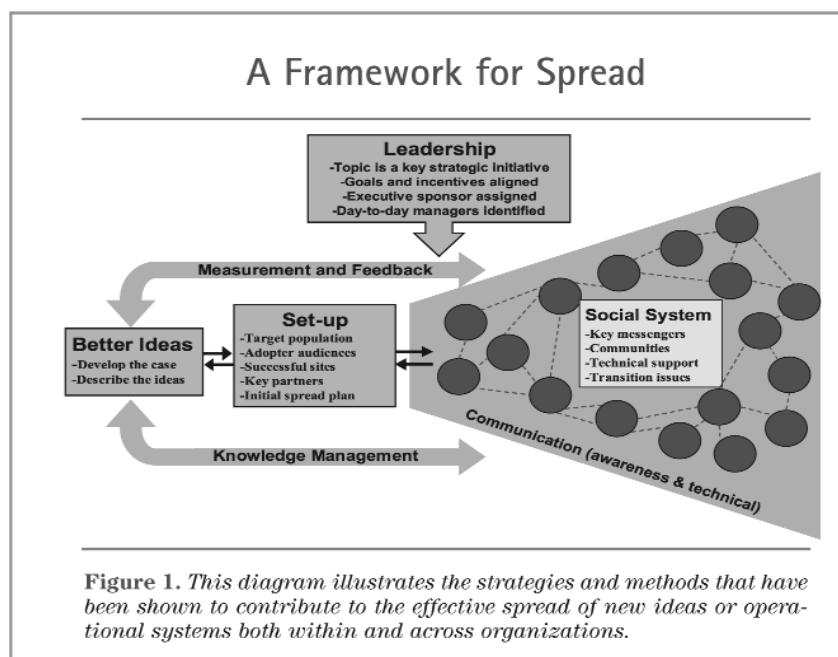 A Framework for Spread
Leadership
-Topic is a key strategic initiative
-Goals and incentives aligned
-Executive sponsor assigned
-Day-to-day managers identified
Measurement and Feedback
Better Ideas
-Develop the case
-Describe the ideas
Set-up
-Target population
-Adopter audiences
-Successful sites
-Key partners
-Initial spread plan
Social System
-Key messengers
-Communities
-Technical support
-Transition issues
Knowledge Management
Communication (awareness & technical)
Figure 1. This diagram illustrates the strategies and methods that have
been shown to contribute to the effective spread of new ideas or opera-
tional systems both within and across organizations.